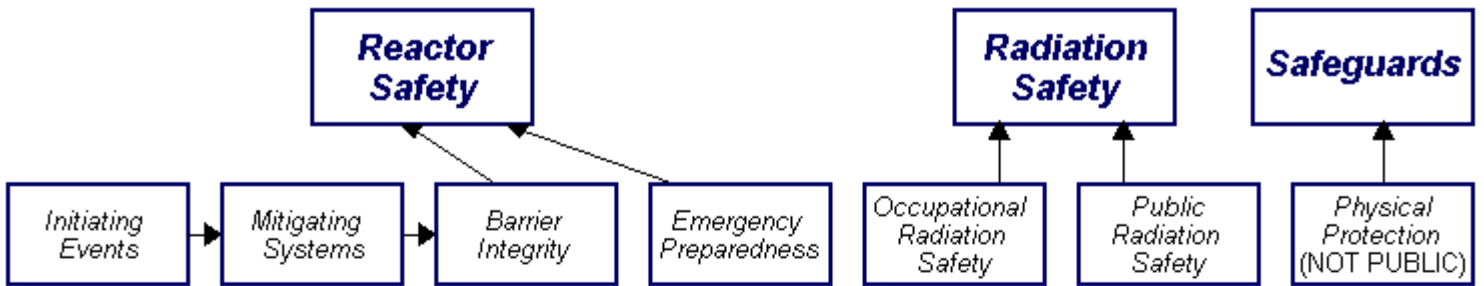 Reactor
Safety
Radiation
Safety
Safeguards
Initiating
Events
Mitigating
Systems
Barrier
Integrity
Emergency
Preparedness
Occupational
Radiation
Safety
Public
Radiation
Safety
Physical
Protection
(NOT PUBLIC)